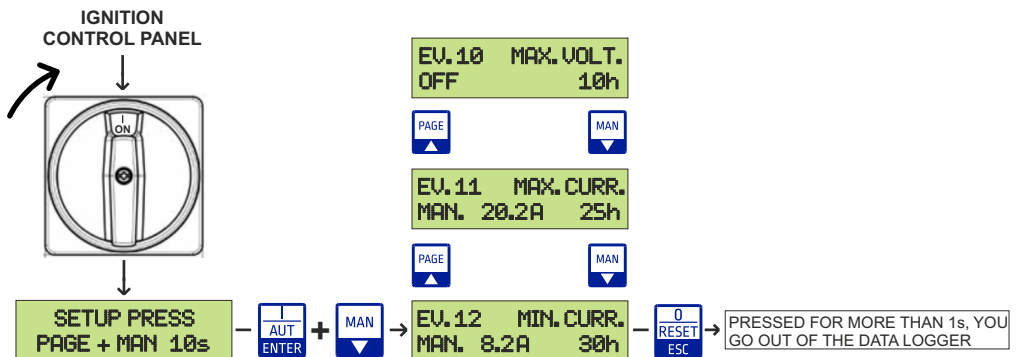 IGNITION
CONTROL PANEL
I
ON
SETUP PRESS
PAGE + MAN 10s
I
AUT
ENTER
+
MAN
EV.10 MAX.VOLT.
OFF 10h
PAGE
MAN
EV.11 MAX.CURR.
MAN. 20.2A 25h
PAGE
MAN
EV.12 MIN.CURR.
MAN. 8.2A 30h
0
RESET
ESC
PRESSED FOR MORE THAN 1s, YOU
GO OUT OF THE DATA LOGGER